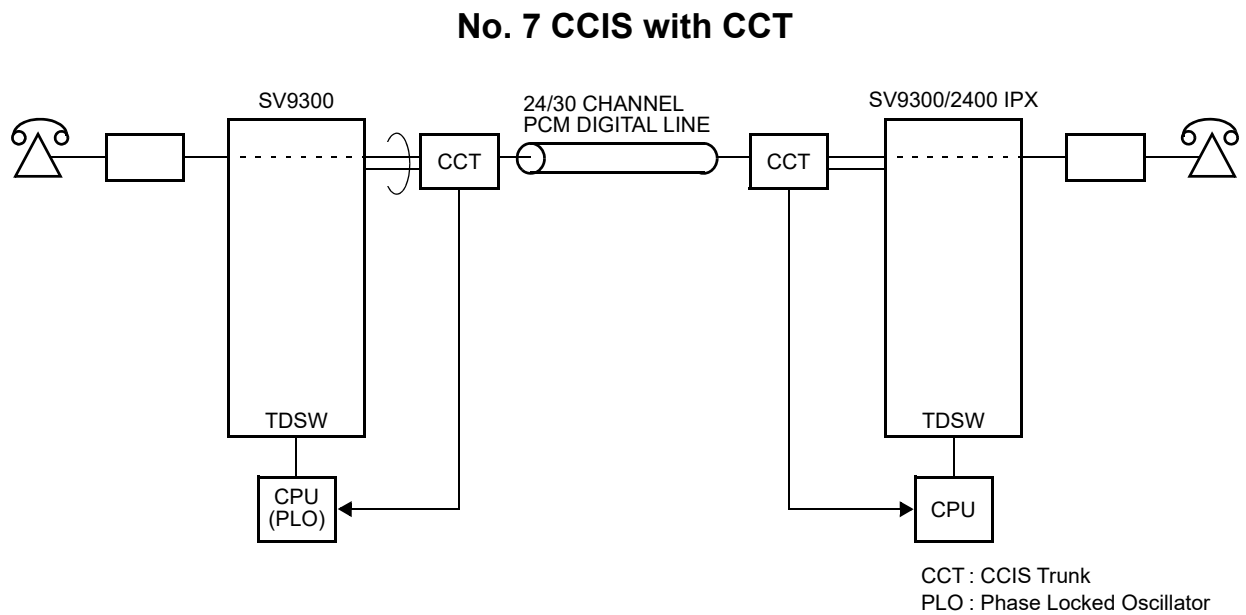 No. 7 CCIS with CCT
SV9300
24/30 CHANNEL
PCM DIGITAL LINE
SV9300/2400 IPX
CCT
CCT
TDSW
TDSW
CPU
(PLO)
CPU
CCT : CCIS Trunk
PLO : Phase Locked Oscillator